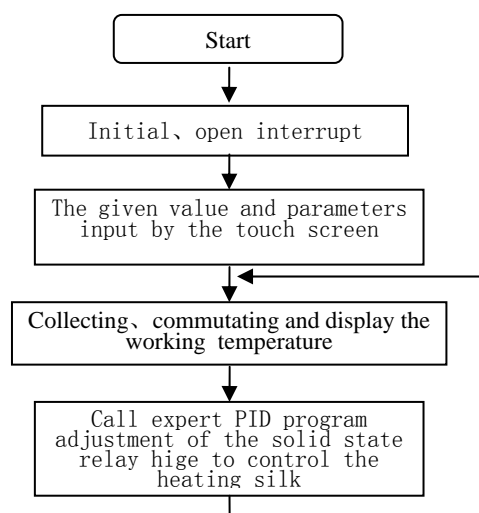 Start
Initial、open interrupt
The given value and parameters
input by the touch screen
Collecting、commutating and display the
working temperature
Call expert PID program
adjustment of the solid state
relay hige to control the
heating silk